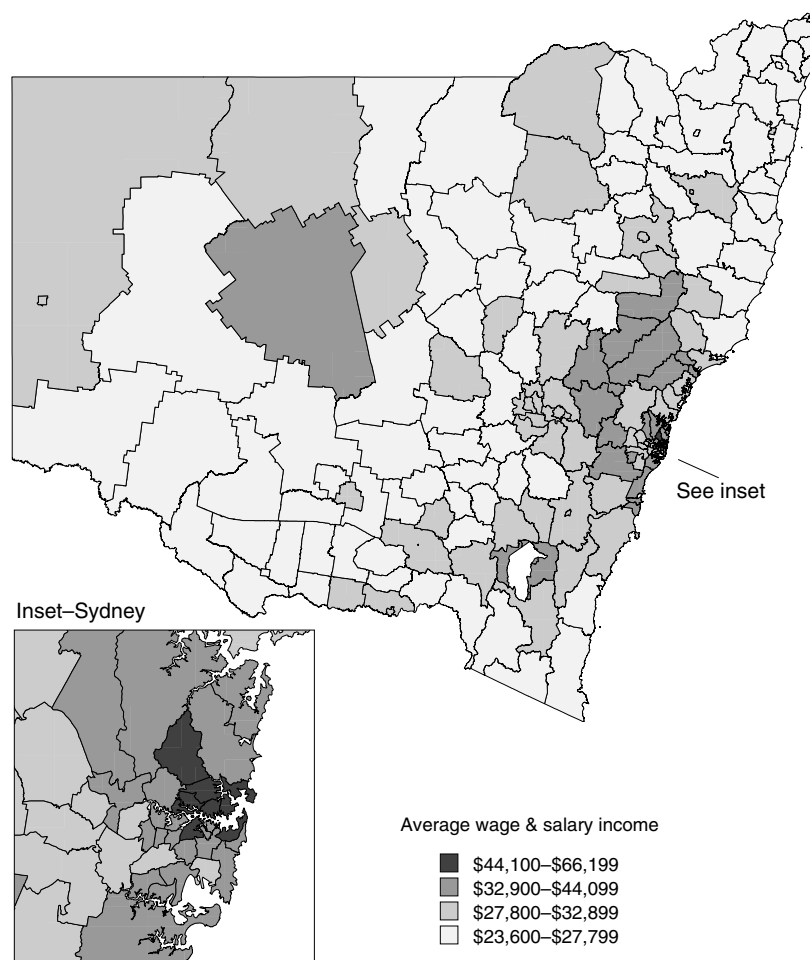 See inset
Inset–Sydney
Average wage & salary income
$44,100–$66,199
$32,900–$44,099
$27,800–$32,899
$23,600–$27,799